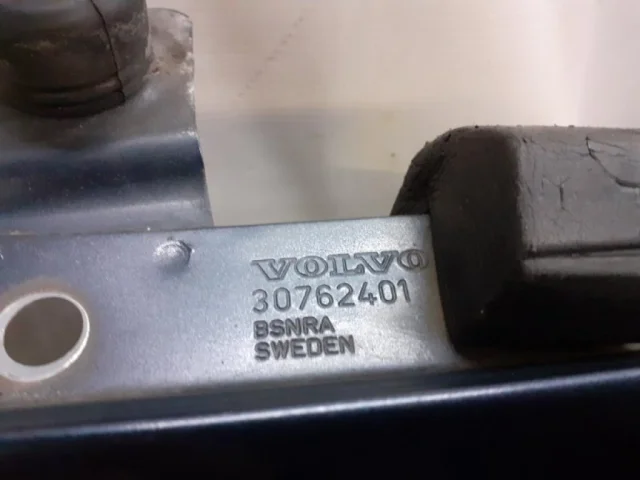 VOLVO
30762401
BSNRA
SWEDEN